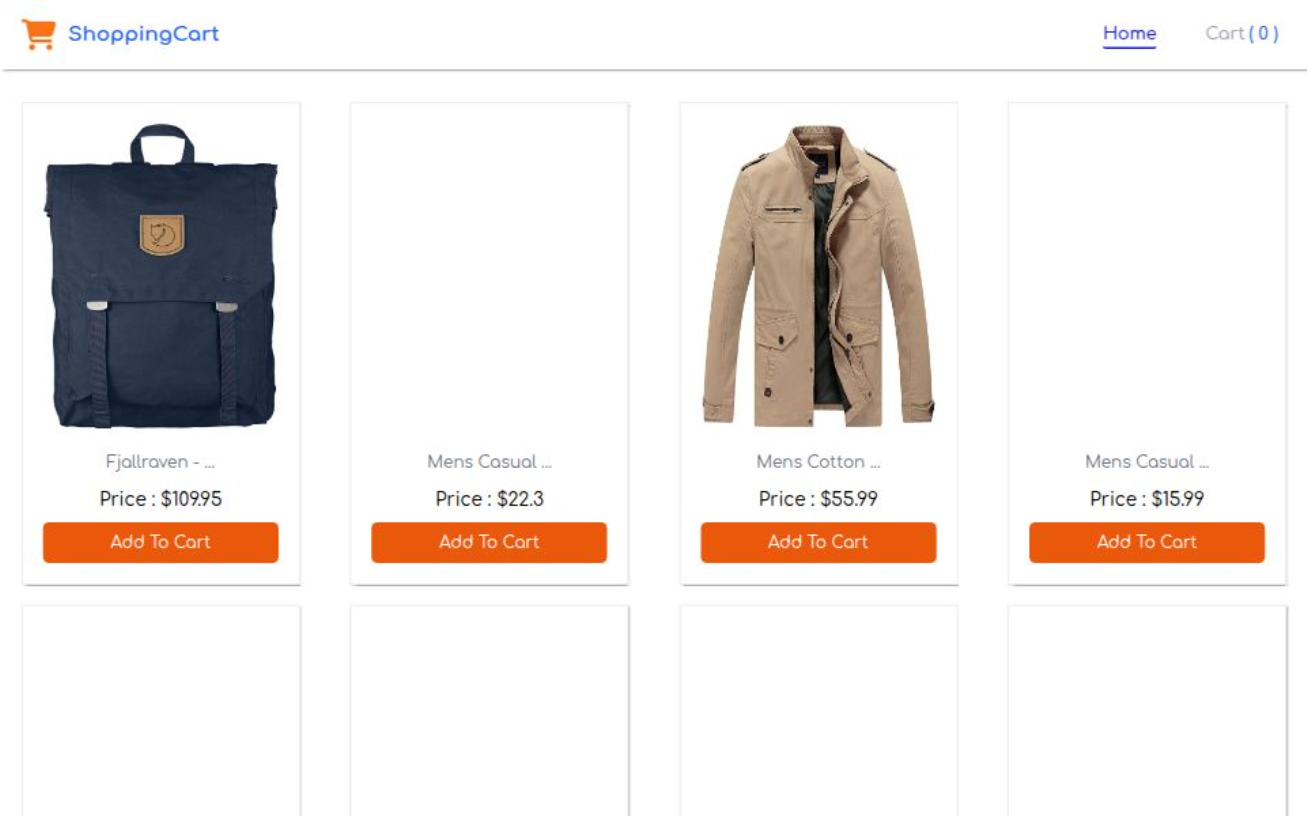 ShoppingCart Home Cart ( 0 )
Fjallraven - ... Mens Casual ... Mens Cotton ... Mens Casual ...
Price : $109.95 Price : $22.3 Price : $55.99 Price : $15.99
Add To Cart Add To Cart Add To Cart Add To Cart